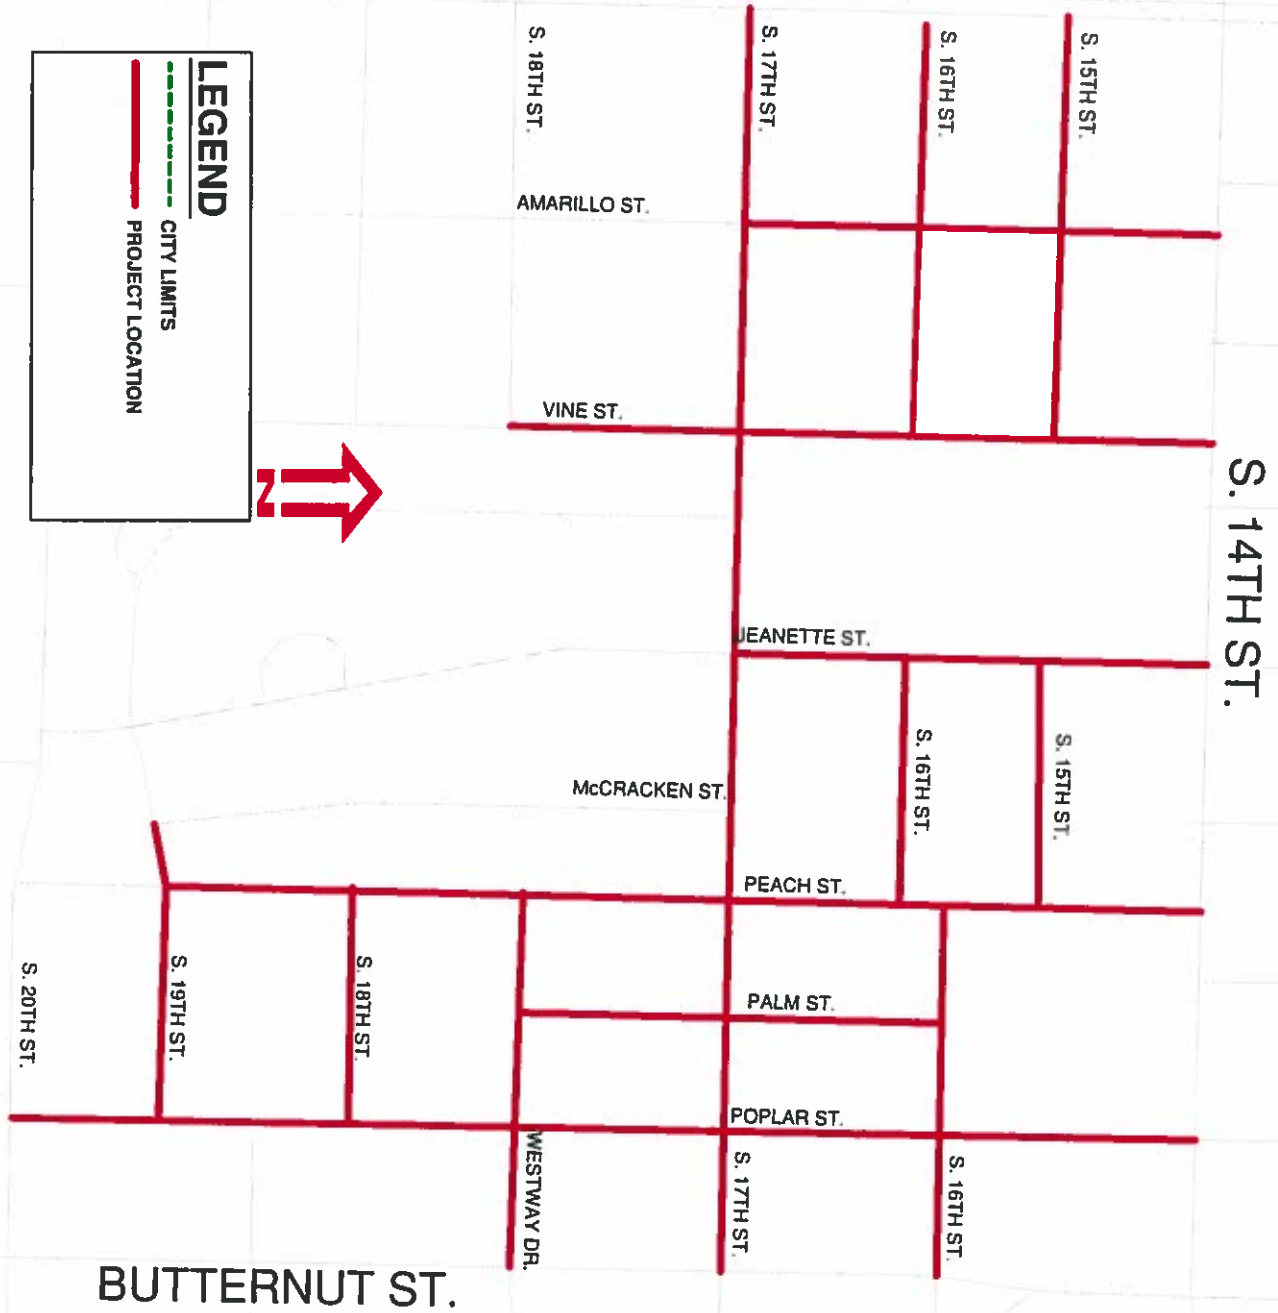 S. 18TH ST.
S. 17TH ST.
S. 16TH ST.
S. 15TH ST.
LEGEND
CITY LIMITS
PROJECT LOCATION
AMARILLO ST.
VINE ST.
N
S. 14TH ST.
JEANETTE ST.
S. 16TH ST.
S. 15TH ST.
McCRACKEN ST.
PEACH ST.
S. 20TH ST.
S. 19TH ST.
S. 18TH ST.
PALM ST.
POPLAR ST.
WESTWAY DR.
S. 17TH ST.
S. 16TH ST.
BUTTERNUT ST.